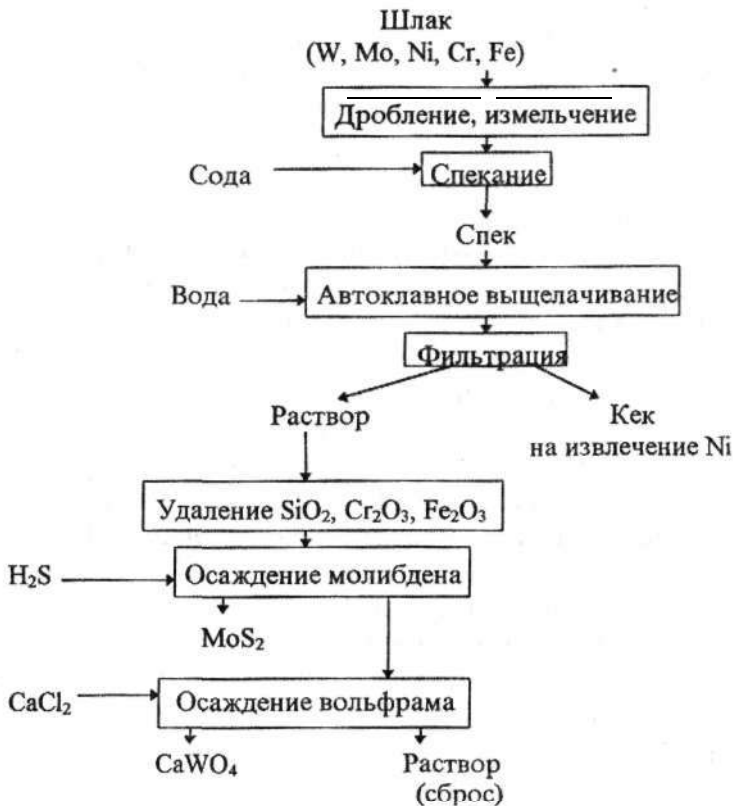 Шлак
(W, Mo, Ni, Cr, Fe)
Дробление, измельчение
Сода
Спекание
Спек
Вода
Автоклавное выщелачивание
Фильтрация
Раствор
Кек
на извлечение Ni
Удаление SiO₂, Cr₂O₃, Fe₂O₃
H₂S
Осаждение молибдена
MoS₂
CaCl₂
Осаждение вольфрама
CaWO₄
Раствор
(сброс)